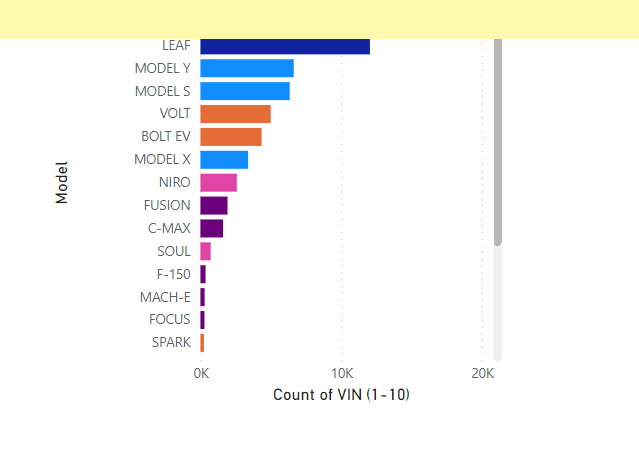 LEAF
MODEL Y
MODEL S
VOLT
BOLT EV
MODEL X
NIRO
FUSION
C-MAX
SOUL
F-150
MACH-E
FOCUS
SPARK
Model
0K 10K 20K
Count of VIN (1-10)